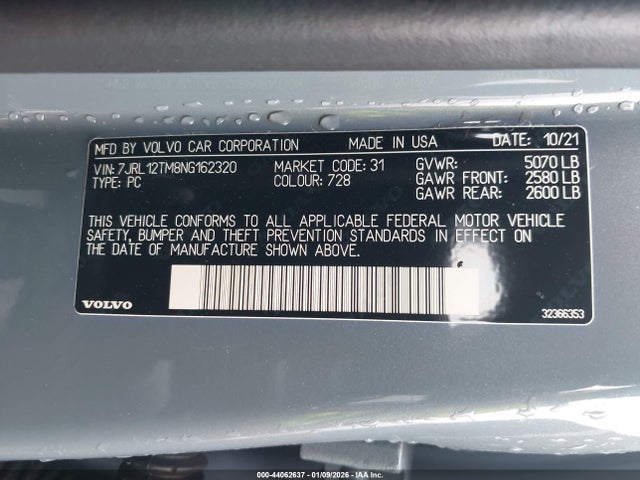 MFD BY VOLVO CAR CORPORATION MADE IN USA DATE: 10/21
VIN: 7JRL12TM8NG162320 MARKET CODE: 31 GVWR: 5070 LB
TYPE: PC COLOUR: 728 GAWR FRONT: 2580 LB
GAWR REAR: 2600 LB
THIS VEHICLE CONFORMS TO ALL APPLICABLE FEDERAL MOTOR VEHICLE
SAFETY, BUMPER AND THEFT PREVENTION STANDARDS IN EFFECT ON
THE DATE OF MANUFACTURE SHOWN ABOVE.
VOLVO
32366353
000-44062637 - 01/09/2026 - IAA Inc.